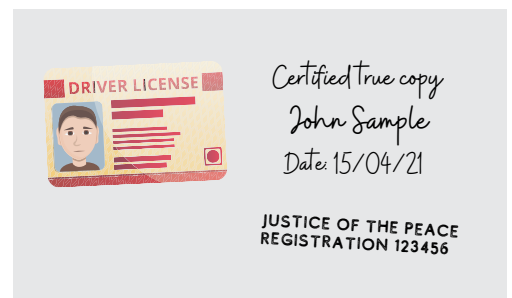 DRIVER LICENSE
Certified true copy
John Sample
Date: 15/04/21
JUSTICE OF THE PEACE
REGISTRATION 123456